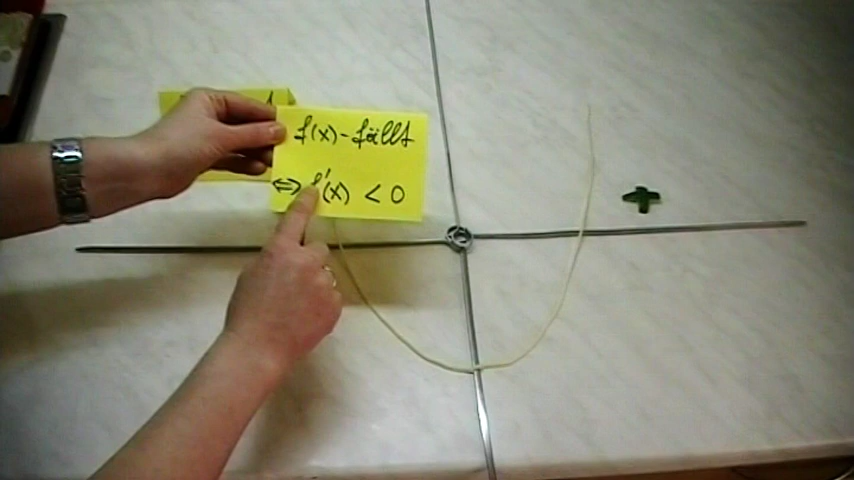 f(x) - fällt
⇔ f'(x) < 0